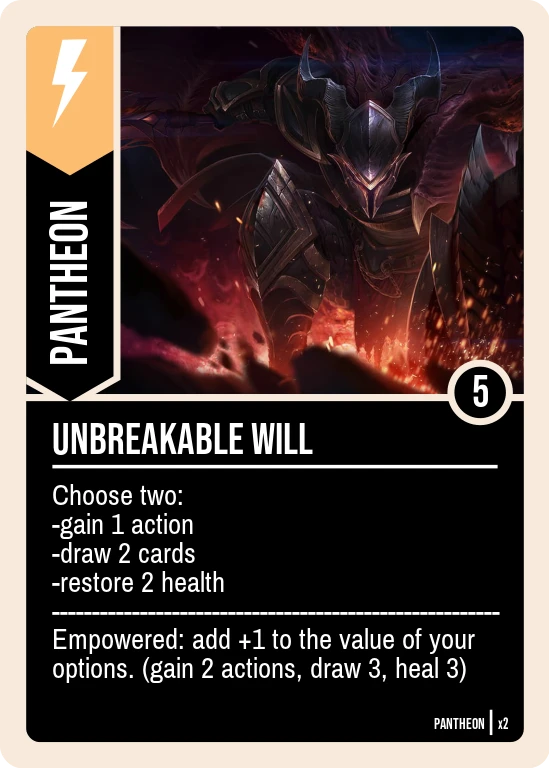 PANTHEON
5
UNBREAKABLE WILL
Choose two:
-gain 1 action
-draw 2 cards
-restore 2 health
Empowered: add +1 to the value of your
options. (gain 2 actions, draw 3, heal 3)
PANTHEON | x2